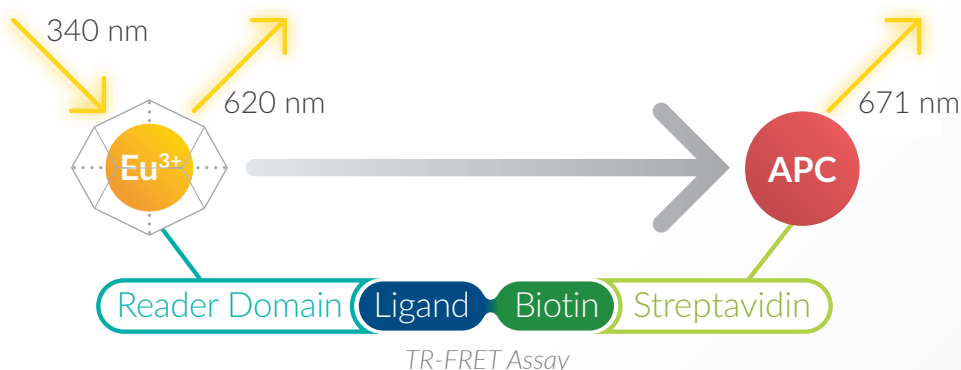 340 nm
620 nm
671 nm
Eu³⁺
APC
Reader Domain Ligand Biotin Streptavidin
TR-FRET Assay